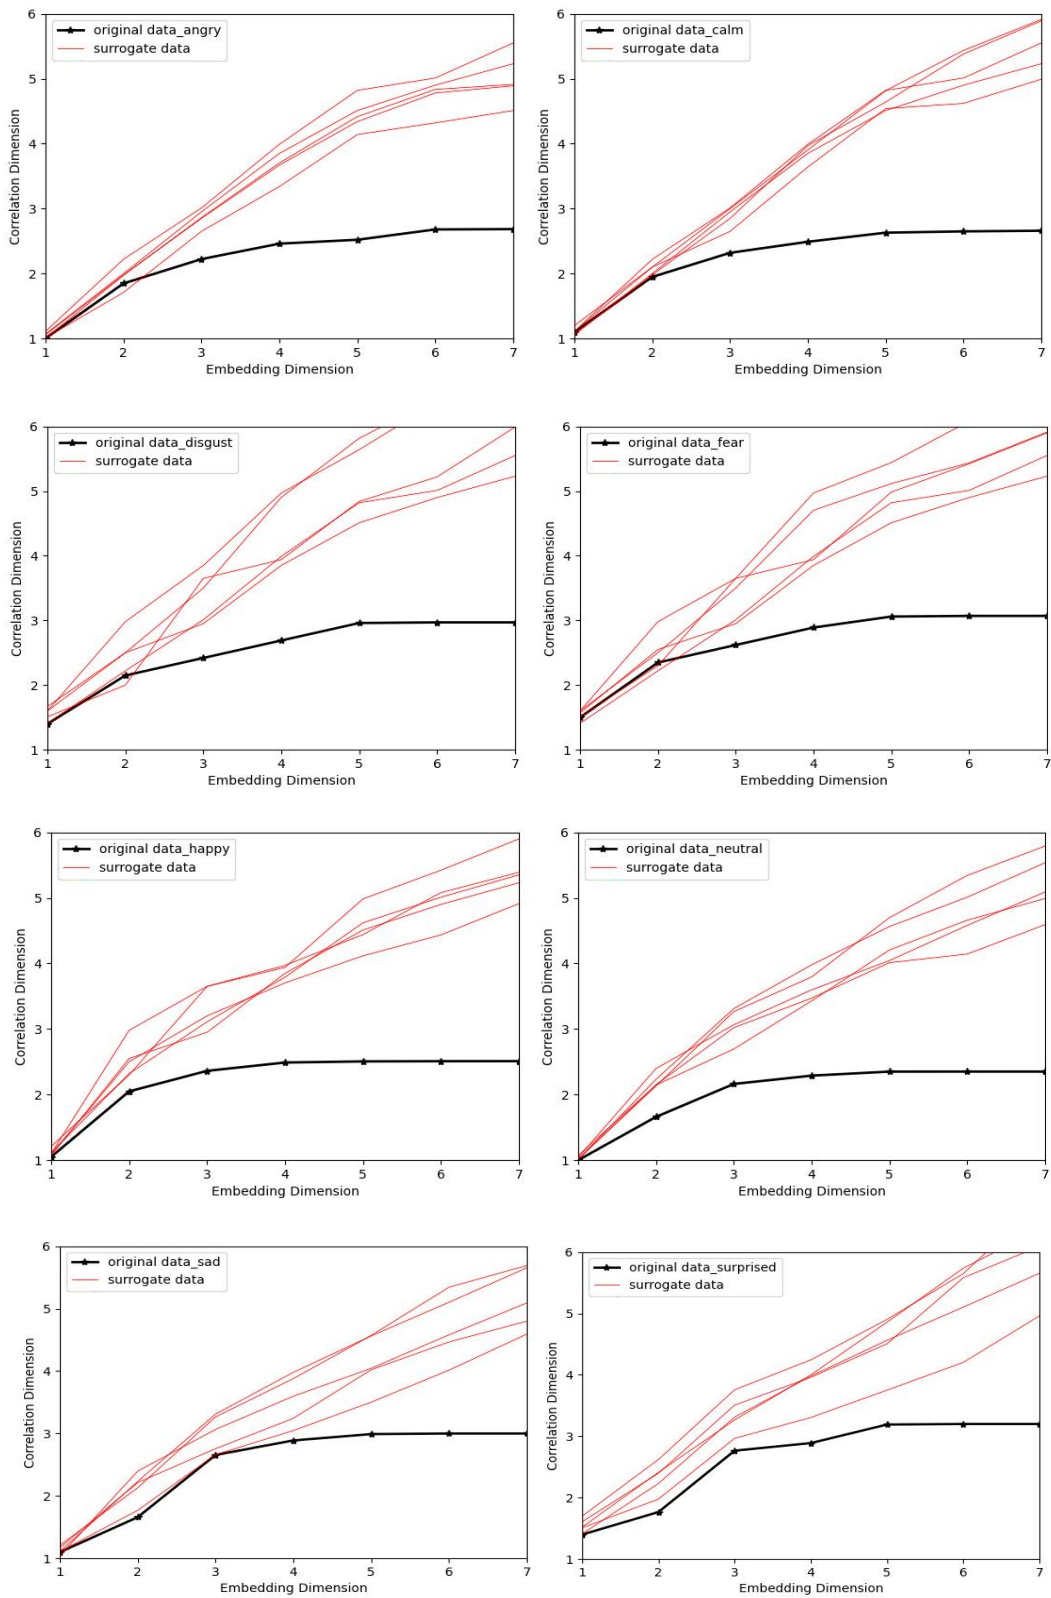 original data_angry
surrogate data
6
5
4
3
2
1
Correlation Dimension
1 2 3 4 5 6 7
Embedding Dimension
original data_calm
surrogate data
6
5
4
3
2
1
Correlation Dimension
1 2 3 4 5 6 7
Embedding Dimension
original data_disgust
surrogate data
6
5
4
3
2
1
Correlation Dimension
1 2 3 4 5 6 7
Embedding Dimension
original data_fear
surrogate data
6
5
4
3
2
1
Correlation Dimension
1 2 3 4 5 6 7
Embedding Dimension
original data_happy
surrogate data
6
5
4
3
2
1
Correlation Dimension
1 2 3 4 5 6 7
Embedding Dimension
original data_neutral
surrogate data
6
5
4
3
2
1
Correlation Dimension
1 2 3 4 5 6 7
Embedding Dimension
original data_sad
surrogate data
6
5
4
3
2
1
Correlation Dimension
1 2 3 4 5 6 7
Embedding Dimension
original data_surprised
surrogate data
6
5
4
3
2
1
Correlation Dimension
1 2 3 4 5 6 7
Embedding Dimension